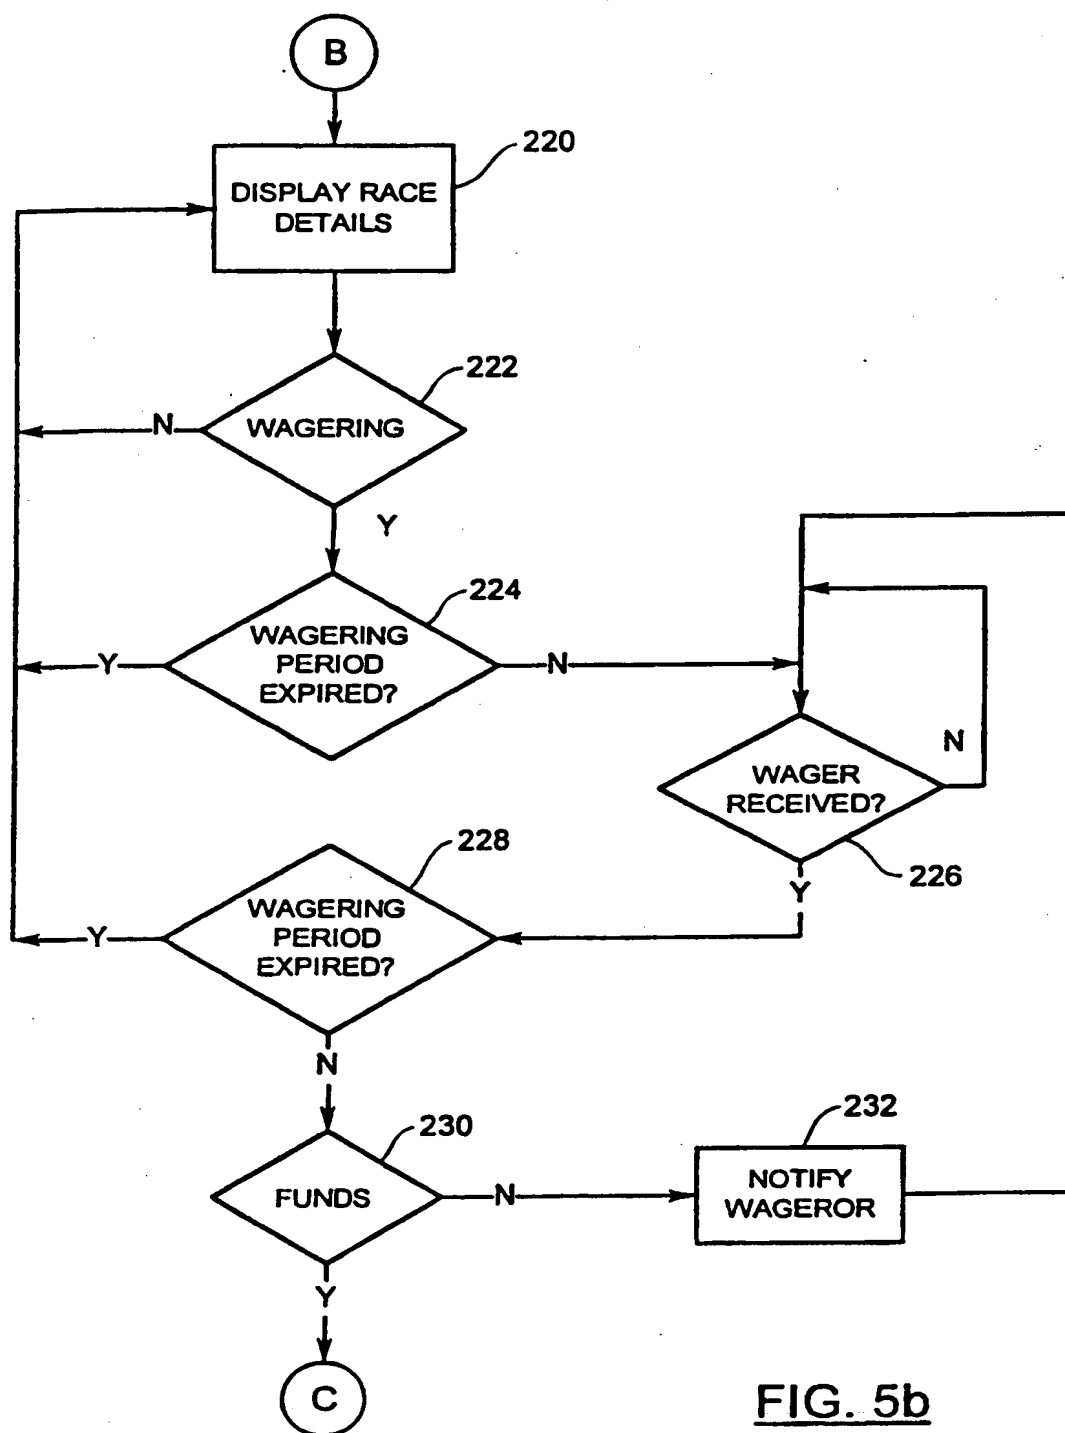 B
220
DISPLAY RACE
DETAILS
222
WAGERING
N
Y
224
WAGERING
PERIOD
EXPIRED?
Y
N
WAGER
RECEIVED?
N
226
Y
228
WAGERING
PERIOD
EXPIRED?
Y
N
230
FUNDS
N
232
NOTIFY
WAGEROR
Y
C
FIG. 5b